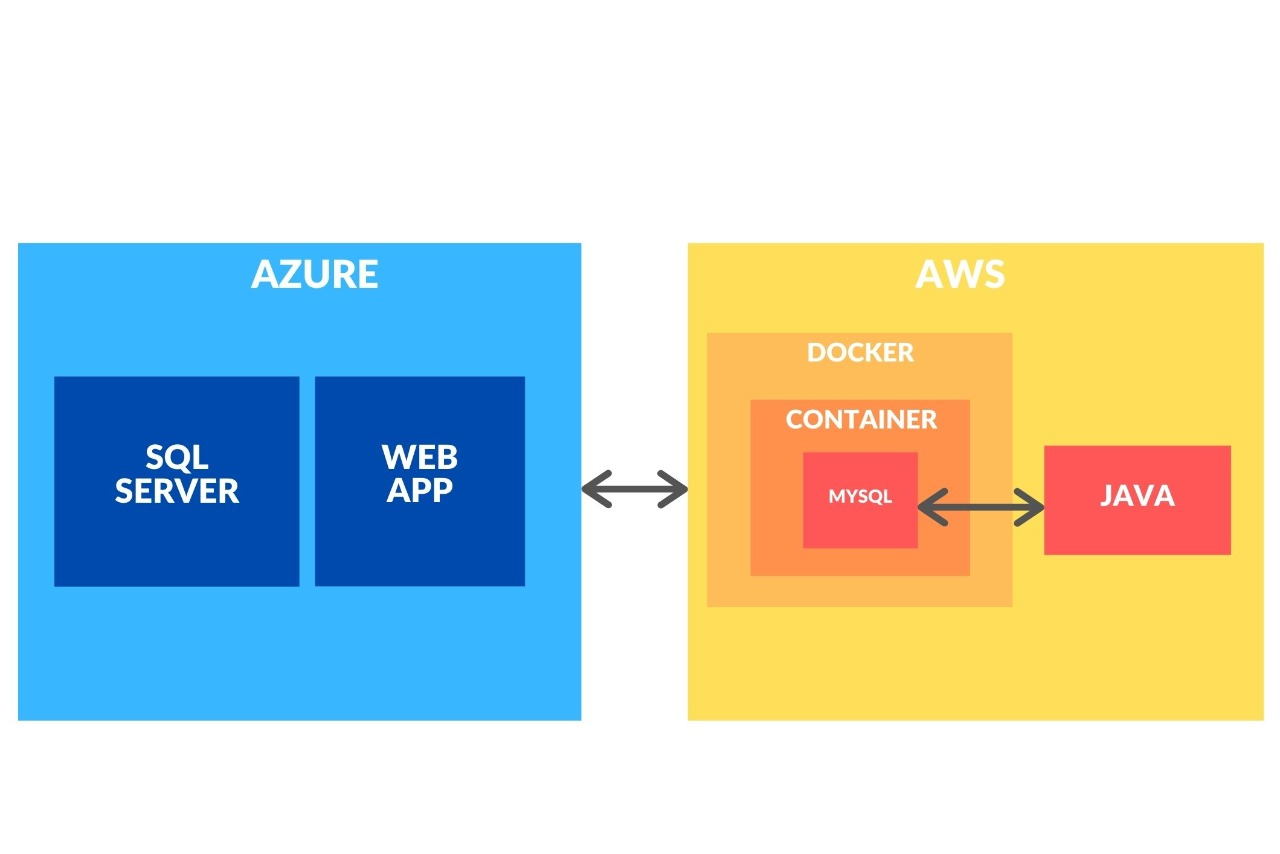 AZURE
SQL
SERVER
WEB
APP
AWS
DOCKER
CONTAINER
MYSQL
JAVA